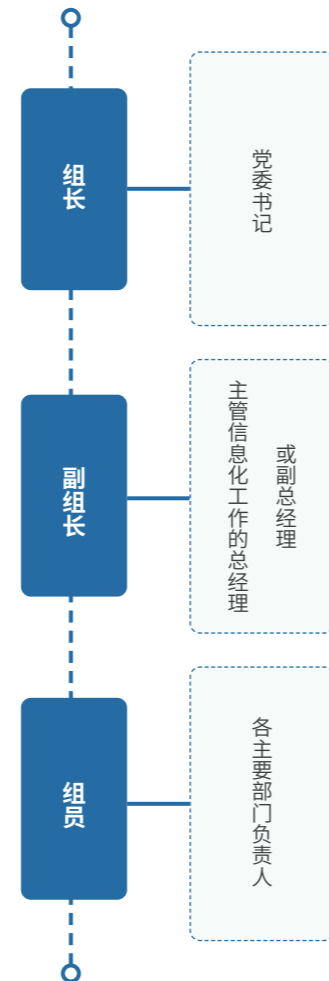 组长
党委书记
副组长
主管信息化工作的总经理
或副总经理
组员
各主要部门负责人